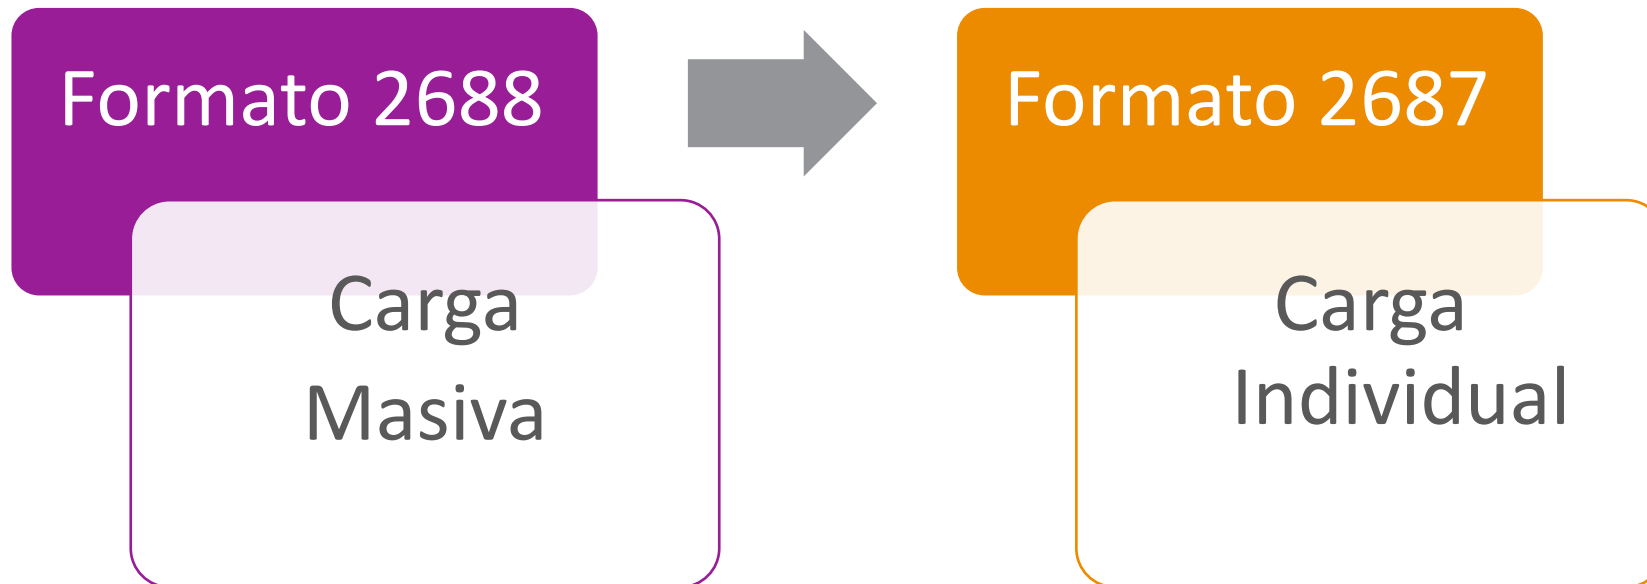 Formato 2688
Carga
Masiva
Formato 2687
Carga
Individual